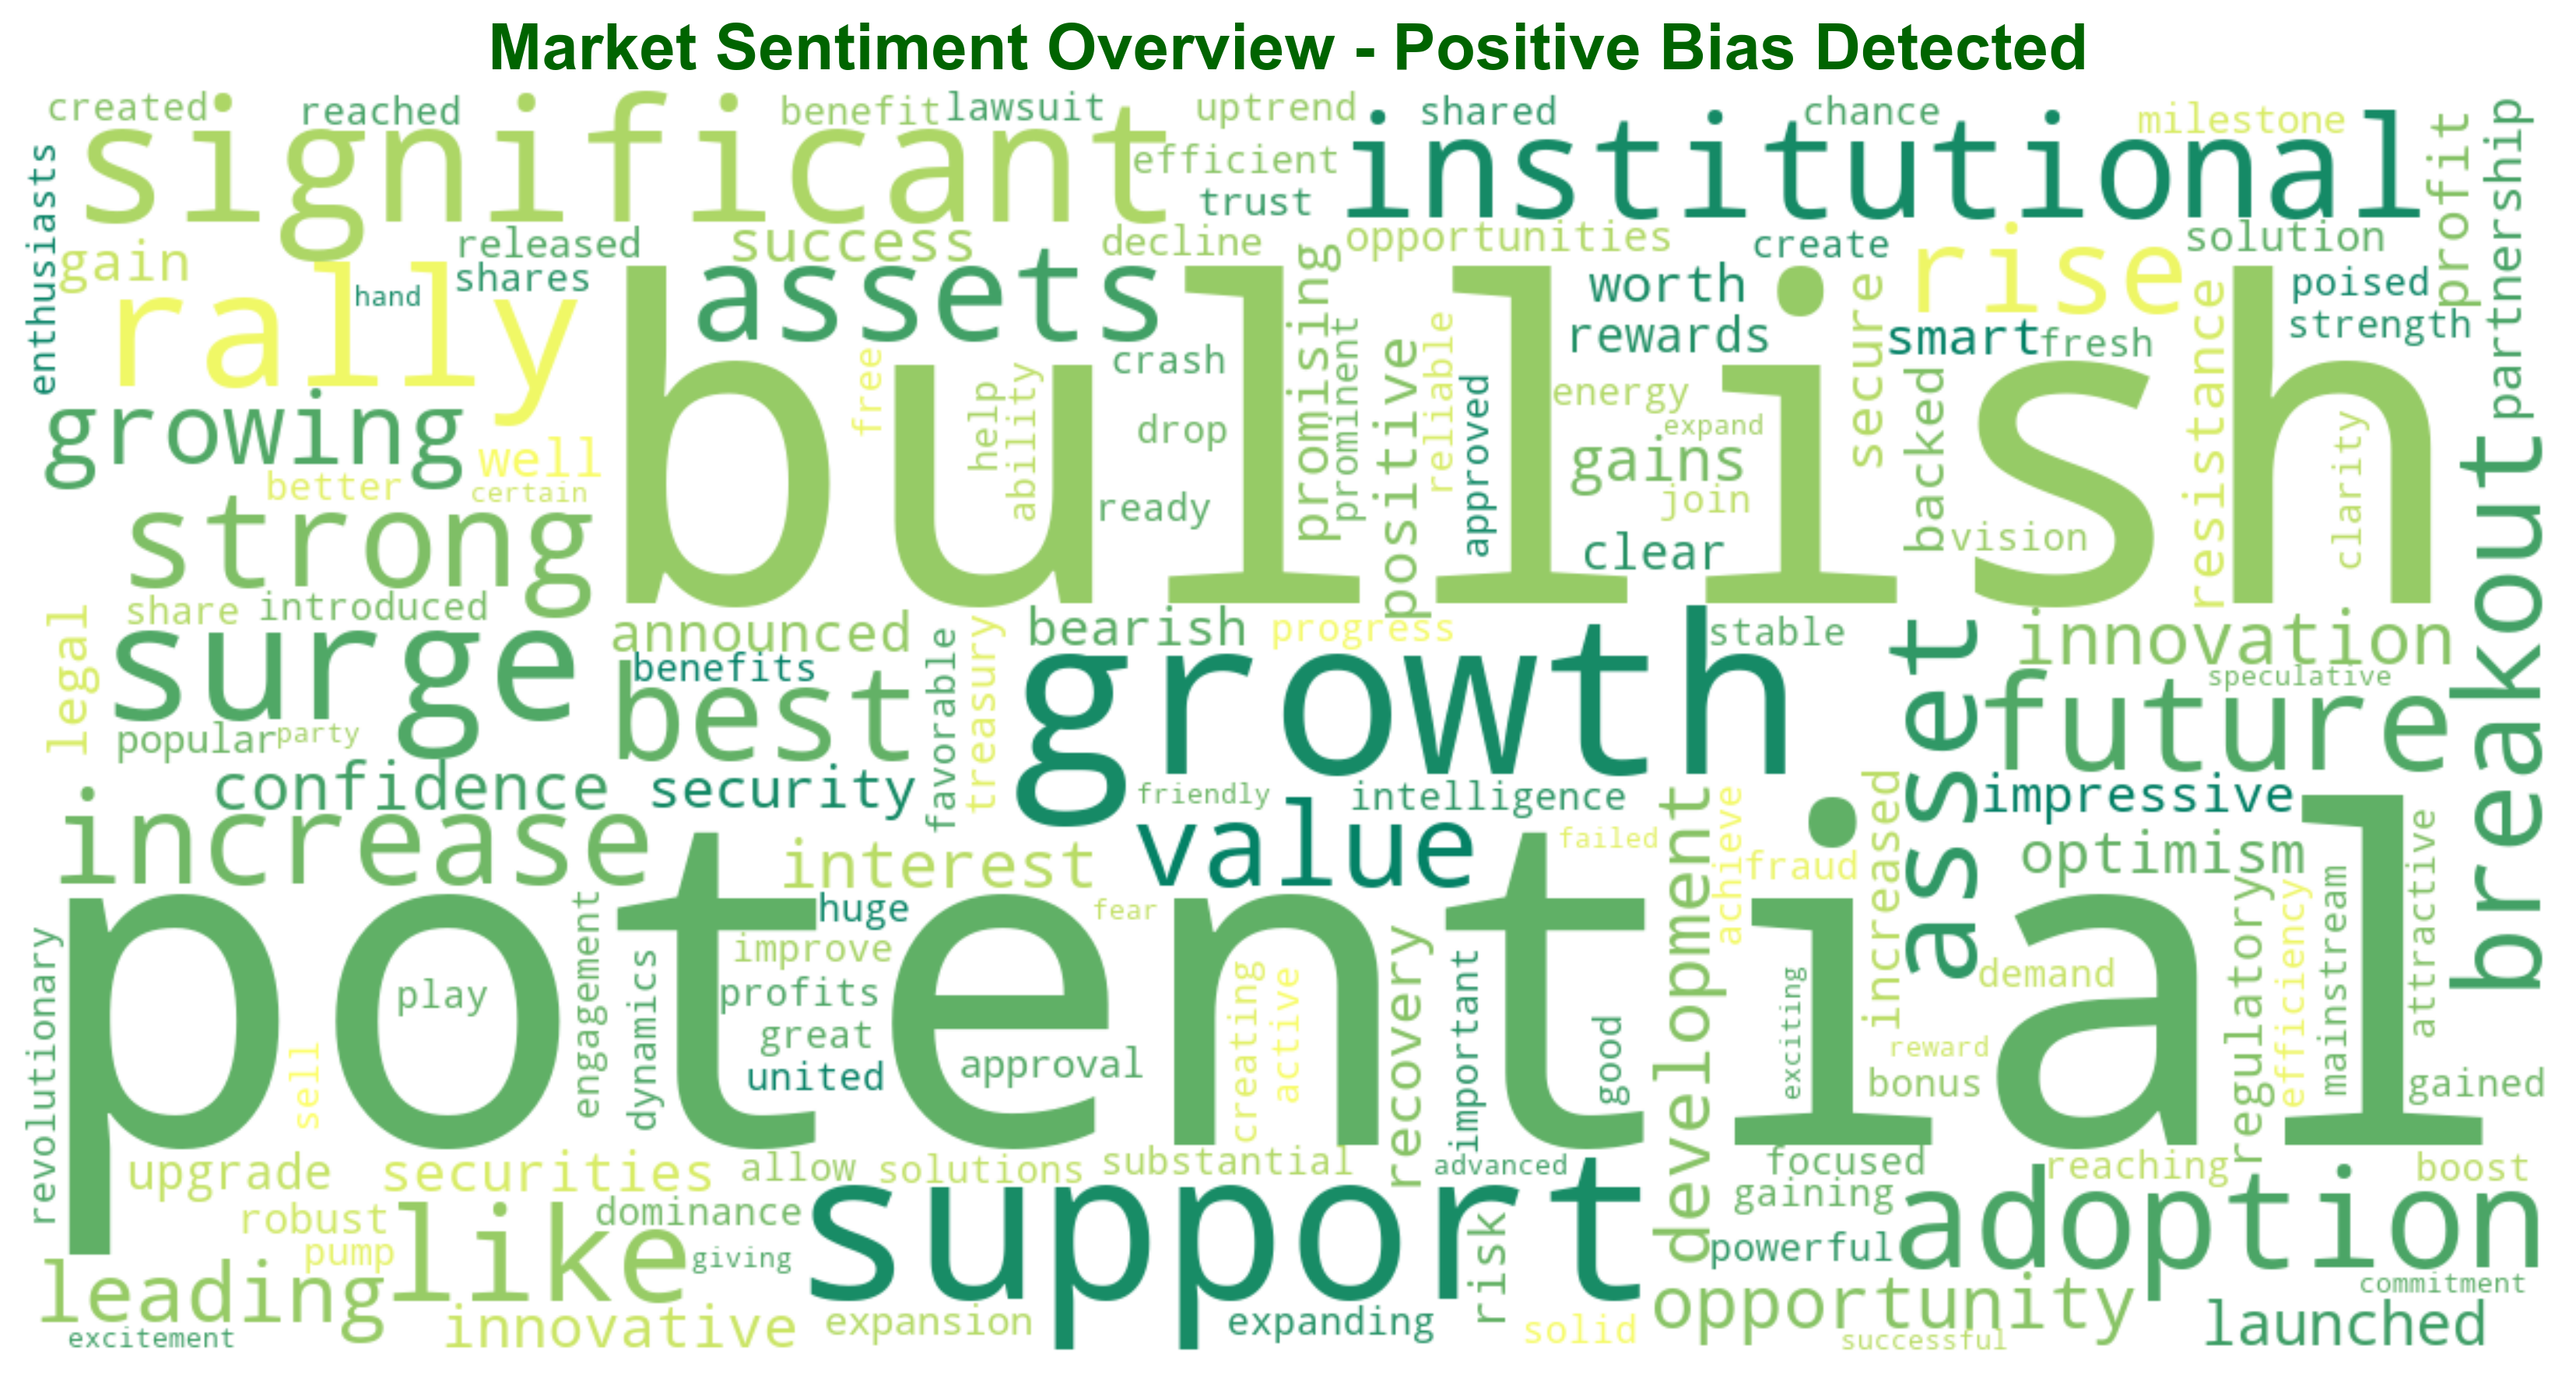 Market Sentiment Overview - Positive Bias Detected
created
reached
benefit
lawsuit
uptrend
shared
chance
milestone
significant
institutional
efficient
trust
profit
partnership
enthusiasts
gain
released
success
decline
opportunities
create
solution
rally
hand
shares
assets
promising
worth
secure
rise
poised
strength
bullish
free
crash
prominent
positive
reliable
rewards
smart
fresh
resistance
growing
help
ability
drop
approved
energy
expand
backed
clarity
well
better
certain
ready
gains
join
strong
clear
vision
breakout
share
introduced
legal
surge
announced
bearish
progress
stable
asset
innovation
benefits
best
favorable
treasury
growth
speculative
future
popular
party
confidence
security
friendly
intelligence
increased
impressive
increase
value
development
achieve
failed
fraud
optimism
attractive
interest
potential
huge
fear
engagement
dynamics
improve
recovery
regulatory
efficiency
mainstream
revolutionary
play
profits
creating
active
important
exciting
demand
great
good
sell
united
approval
reward
bonus
gained
upgrade
securities
allow
solutions
substantial
advanced
focused
reaching
boost
robust
like
dominance
support
gaining
adoption
pump
giving
risk
powerful
leading
innovative
expansion
expanding
solid
opportunity
launched
commitment
excitement
successful